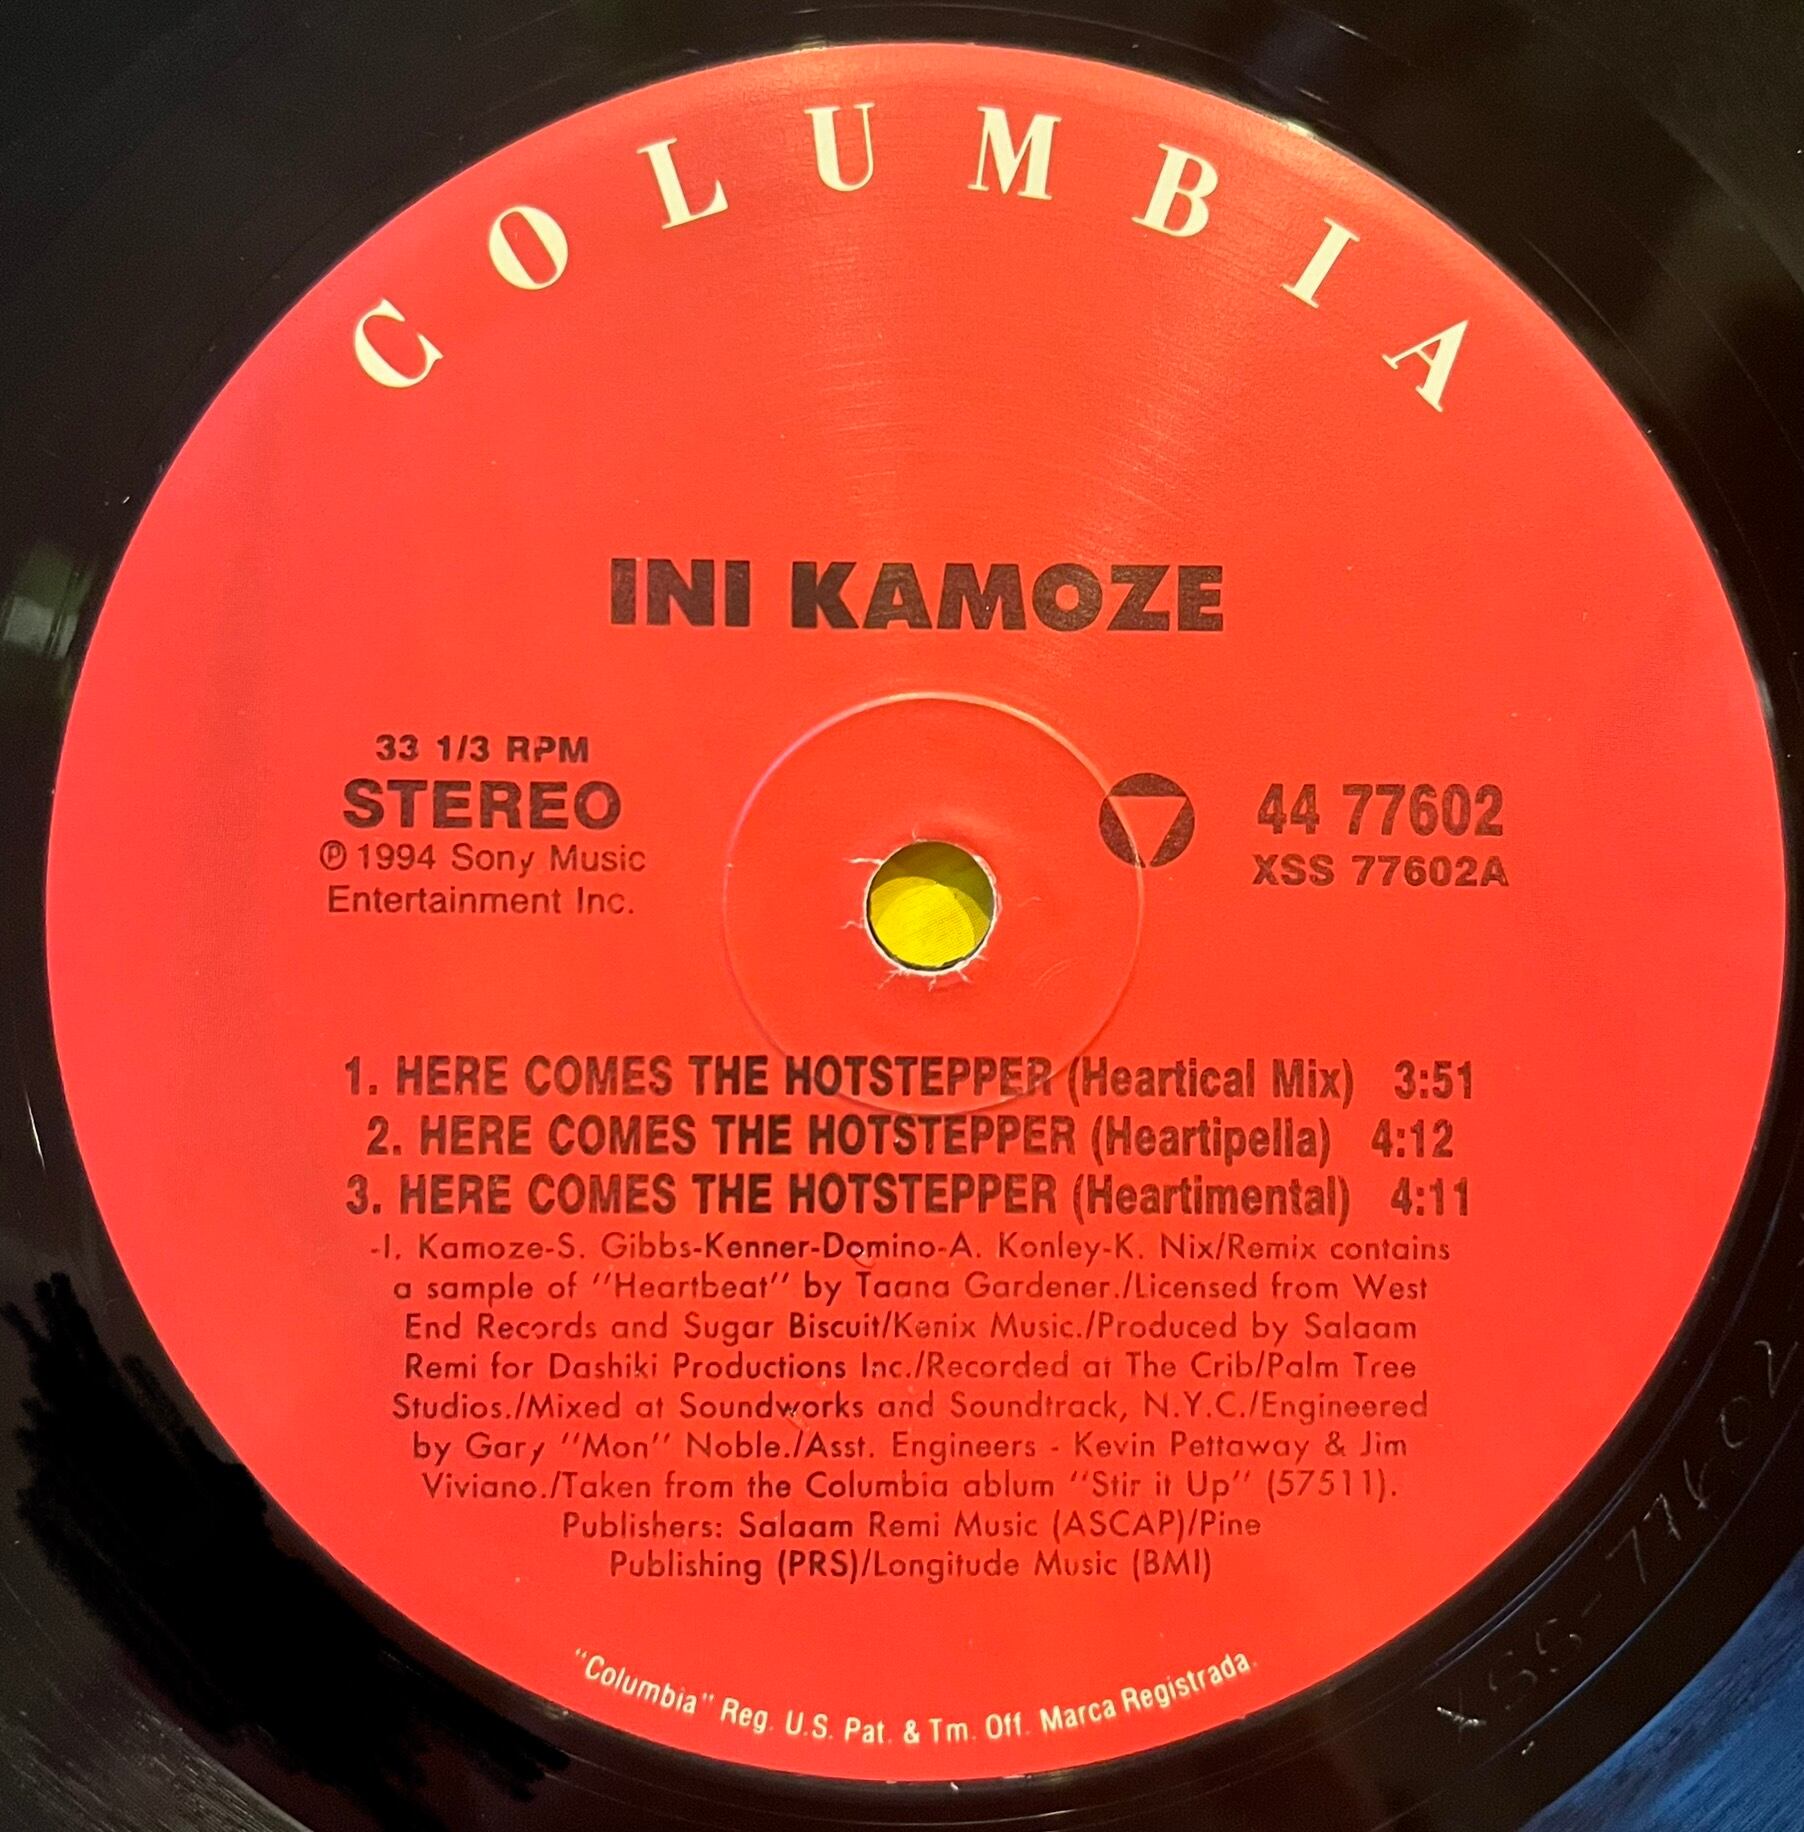 COLUMBIA
INI KAMOZE
33 1/3 RPM
STEREO
Ⓟ 1994 Sony Music
Entertainment Inc.
44 77602
XSS 77602A
1. HERE COMES THE HOTSTEPPER (Heartical Mix) 3:51
2. HERE COMES THE HOTSTEPPER (Heartipella) 4:12
3. HERE COMES THE HOTSTEPPER (Heartimental) 4:11
-I. Kamoze-S. Gibbs-Kenner-Domino-A. Konley-K. Nix/Remix contains
a sample of "Heartbeat" by Taana Gardener./Licensed from West
End Records and Sugar Biscuit/Kenix Music./Produced by Salaam
Remi for Dashiki Productions Inc./Recorded at The Crib/Palm Tree
Studios./Mixed at Soundworks and Soundtrack, N.Y.C./Engineered
by Gary "Mon" Noble./Asst. Engineers - Kevin Pettaway & Jim
Viviano./Taken from the Columbia ablum "Stir it Up" (57511).
Publishers: Salaam Remi Music (ASCAP)/Pine
Publishing (PRS)/Longitude Music (BMI)
"Columbia" Reg. U.S. Pat. & Tm. Off. Marca Registrada.
XSS-77602